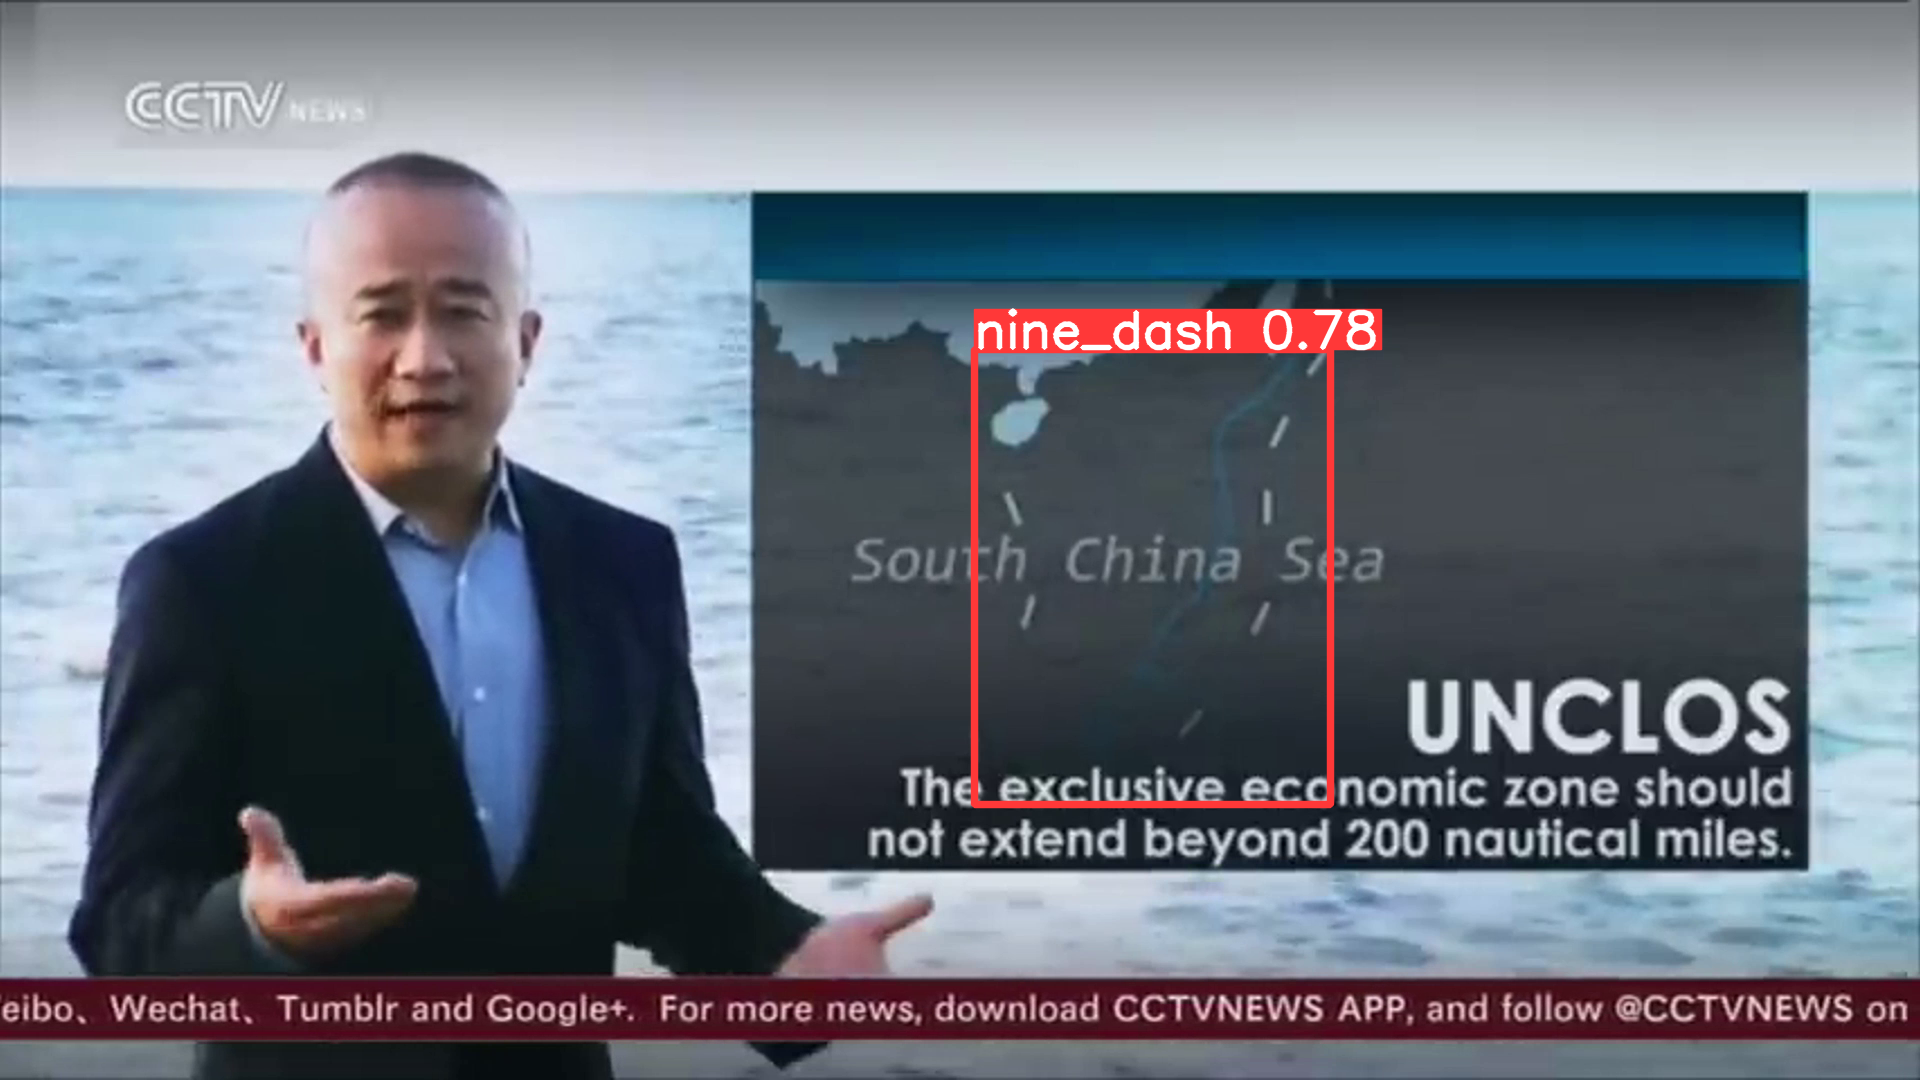 CCTV NEWS
nine_dash 0.78
South China Sea
UNCLOS
The exclusive economic zone should
not extend beyond 200 nautical miles.
eibo、Wechat、Tumblr and Google+. For more news, download CCTVNEWS APP, and follow @CCTVNEWS on